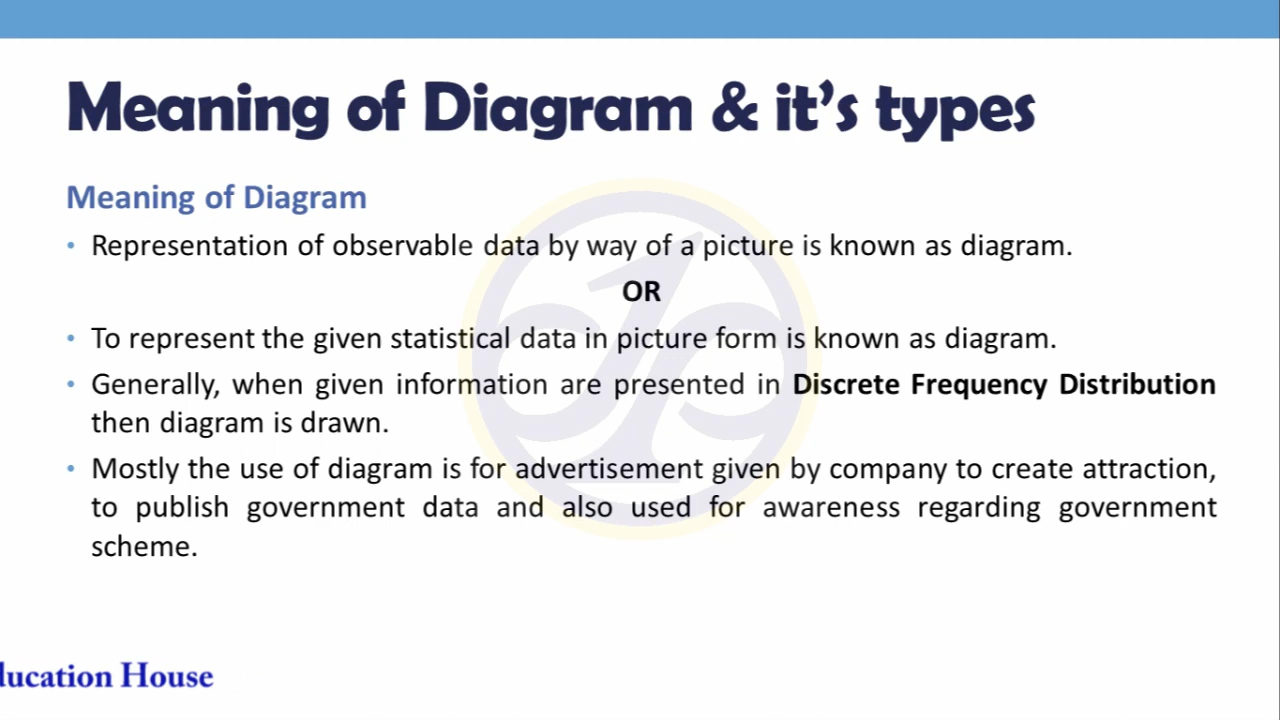 Meaning of Diagram & it’s types
Meaning of Diagram
• Representation of observable data by way of a picture is known as diagram.
OR
• To represent the given statistical data in picture form is known as diagram.
• Generally, when given information are presented in Discrete Frequency Distribution
then diagram is drawn.
• Mostly the use of diagram is for advertisement given by company to create attraction,
to publish government data and also used for awareness regarding government
scheme.
House